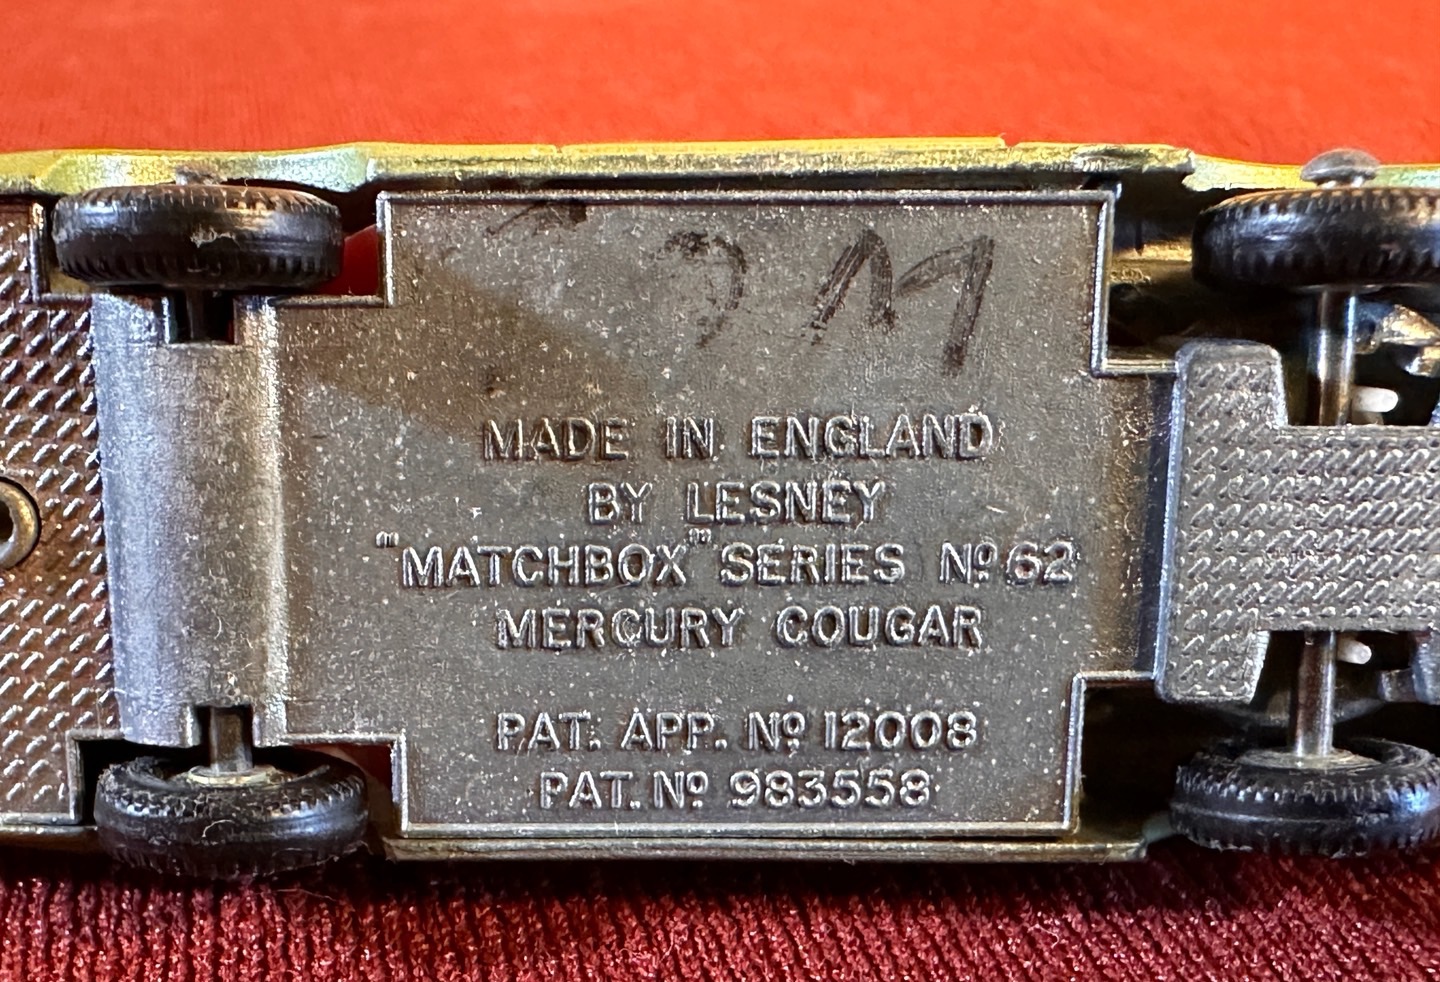 MADE IN ENGLAND
BY LESNEY
"MATCHBOX" SERIES Nº 62
MERCURY COUGAR
PAT. APP. Nº 12008
PAT. Nº 983558